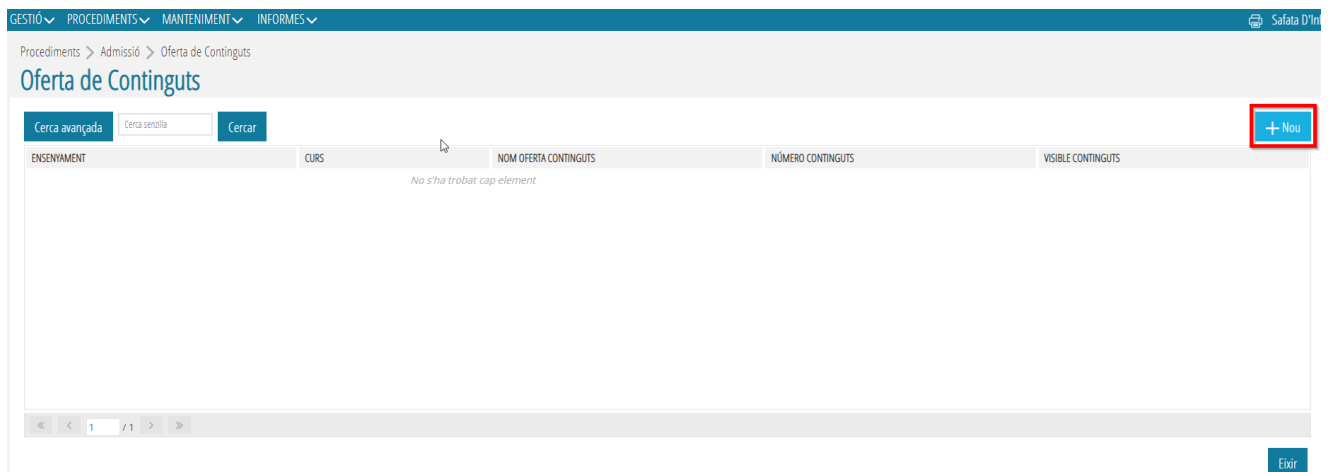 GESTIÓ PROCEDIMENTS MANTENIMENT INFORMES Safata D'Inf
Procediments > Admissió > Oferta de Continguts
Oferta de Continguts
Cerca avançada Cerca senzilla Cercar + Nou
ENSENYAMENT CURS NOM OFERTA CONTINGUTS NÚMERO CONTINGUTS VISIBLE CONTINGUTS
No s'ha trobat cap element
« < 1 / 1 > »
Eixir